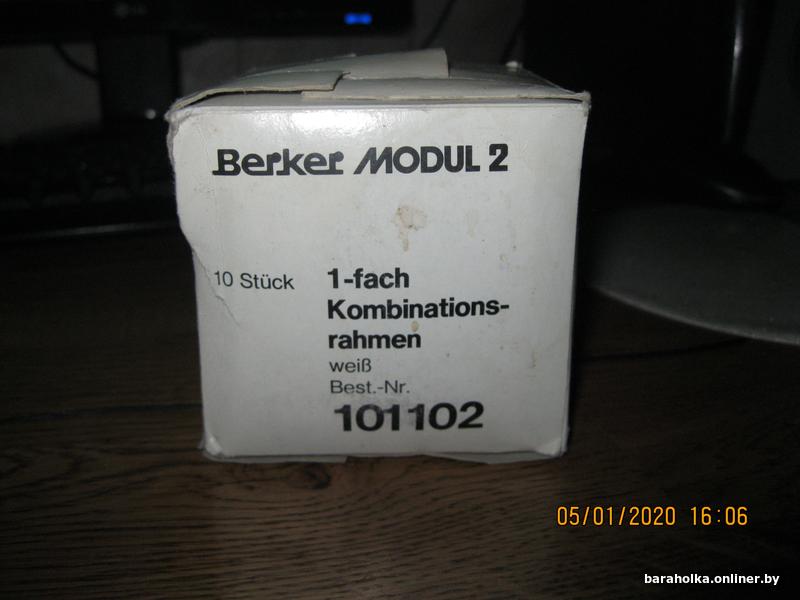 LG
Berker MODUL 2
10 Stück
1-fach
Kombinations-
rahmen
weiß
Best.-Nr.
101102
05/01/2020 16:06
baraholka.onliner.by